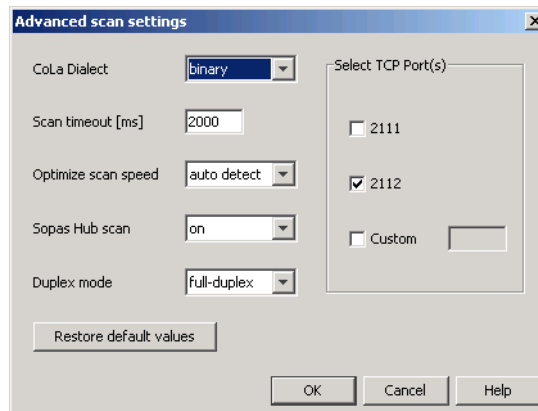 Advanced scan settings
CoLa Dialect
binary
Scan timeout [ms]
2000
Optimize scan speed
auto detect
Sopas Hub scan
on
Duplex mode
full-duplex
Restore default values
Select TCP Port(s)
2111
2112
Custom
OK
Cancel
Help